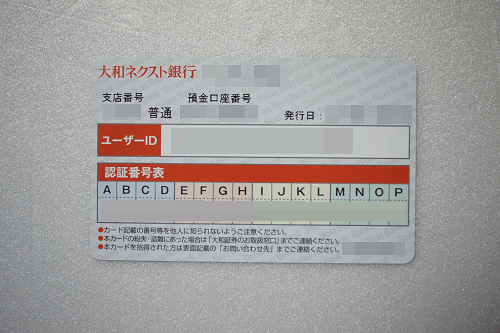 大和ネクスト銀行
支店番号 預金口座番号
普通 発行日:
ユーザーID
認証番号表
A B C D E F G H I J K L M N O P
●カード記載の番号等を他人に知られないようご注意ください。
●本カードの紛失・盗難にあった場合は「大和証券のお取扱窓口」までご連絡ください。
●本カードを拾得された方は表面記載の「お問い合わせ先」までご連絡ください。